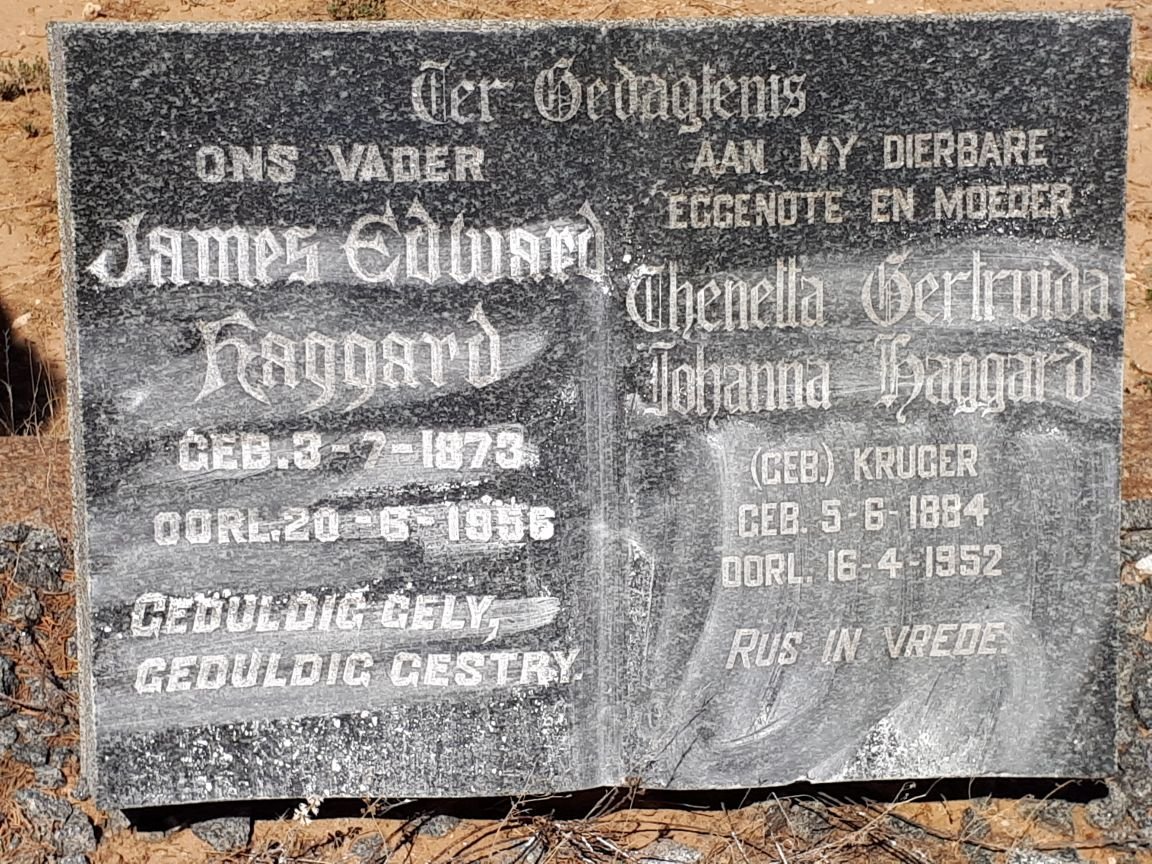 Ter Gedagtenis
ONS VADER
James Edward
Haggard
GEB. 3-7-1873
OORL. 20-6-1956
GEDULDIG GELY,
GEDULDIG GESTRY.
AAN MY DIERBARE
EGGENOTE EN MOEDER
Thenetta Gertruida
Johanna Haggard
(GEB.) KRUGER
GEB. 5-6-1884
OORL. 16-4-1952
RUS IN VREDE.